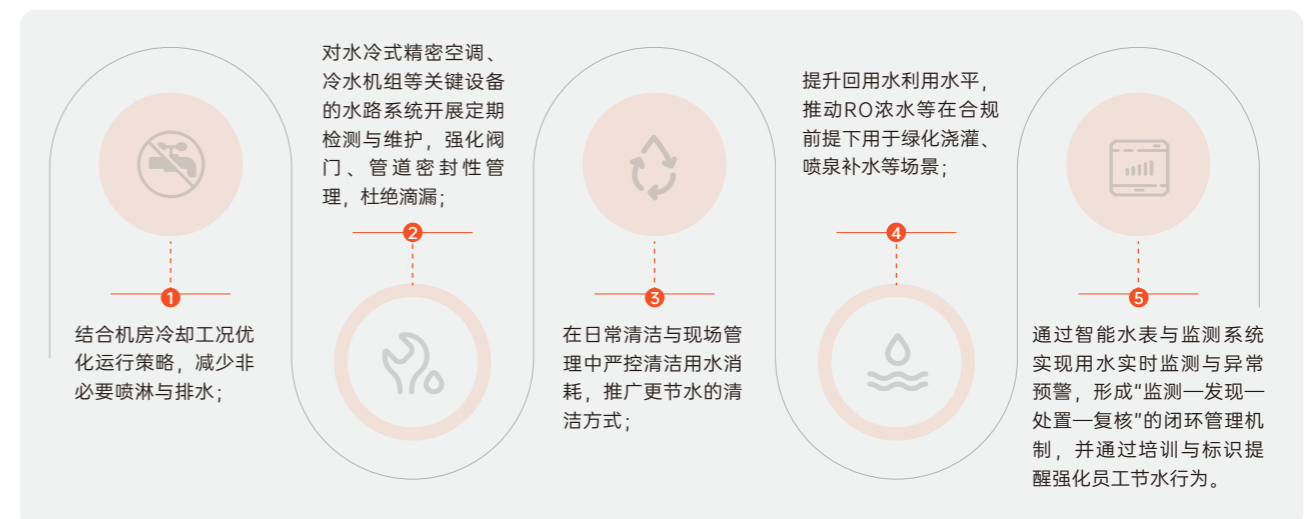 1
结合机房冷却工况优
化运行策略，减少非
必要喷淋与排水；
对水冷式精密空调、
冷水机组等关键设备
的水路系统开展定期
检测与维护，强化阀
门、管道密封性管
理，杜绝滴漏；
2
3
在日常清洁与现场管
理中严控清洁用水消
耗，推广更节水的清
洁方式；
提升回用水利用水平，
推动RO浓水等在合规
前提下用于绿化浇灌、
喷泉补水等场景；
4
5
通过智能水表与监测系统
实现用水实时监测与异常
预警，形成“监测—发现—
处置—复核”的闭环管理机
制，并通过培训与标识提
醒强化员工节水行为。